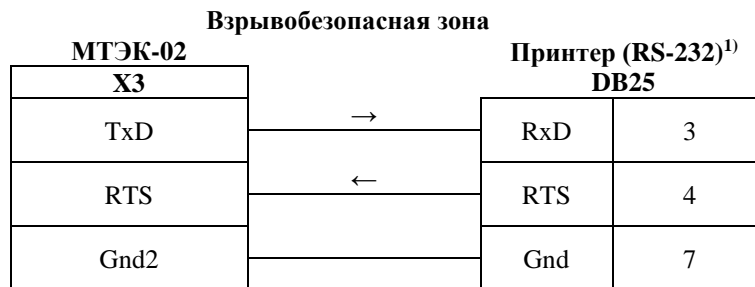 Взрывобезопасная зона
МТЭК-02 Принтер (RS-232)1)
X3 DB25
TxD → RxD 3
RTS ← RTS 4
Gnd2 Gnd 7